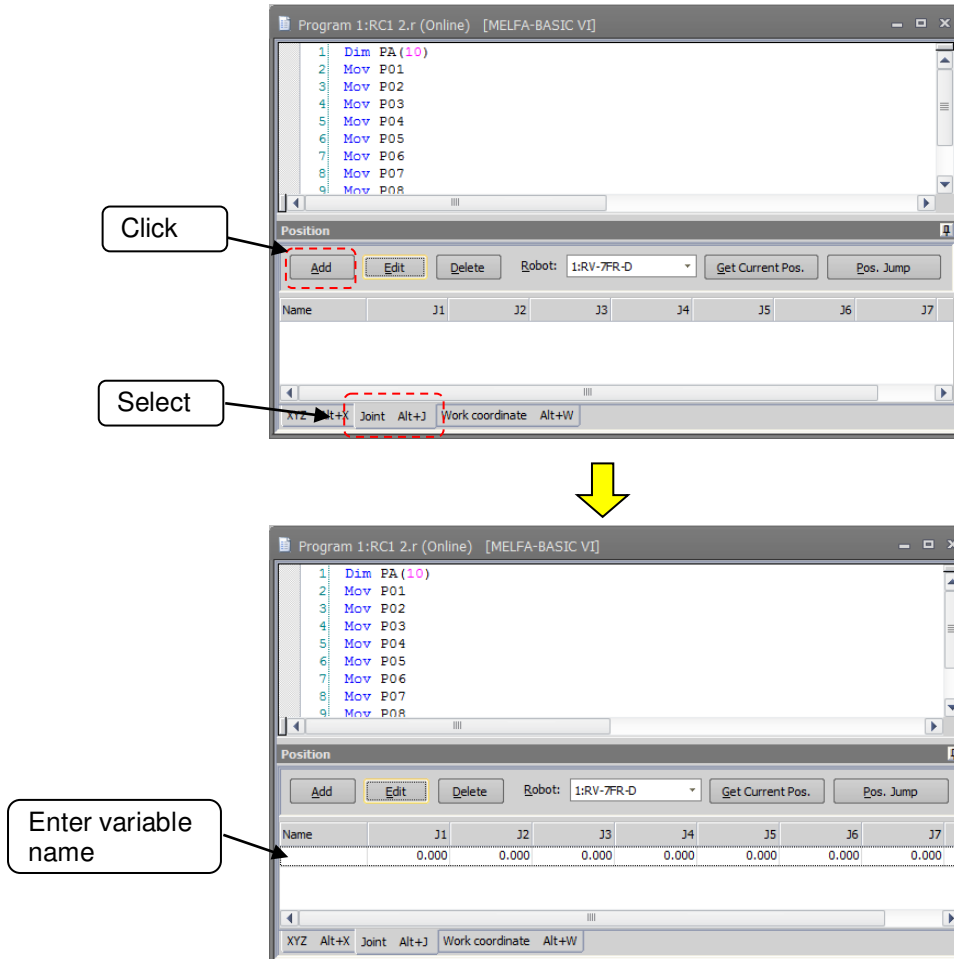 Program 1:RC1 2.r (Online) [MELFA-BASIC VI]
1 Dim PA(10)
2 Mov P01
3 Mov P02
4 Mov P03
5 Mov P04
6 Mov P05
7 Mov P06
8 Mov P07
9 Mov P08
Click
Position
Add Edit Delete Robot: 1:RV-7FR-D Get Current Pos. Pos. Jump
Name J1 J2 J3 J4 J5 J6 J7
Select
XYZ Alt+X Joint Alt+J Work coordinate Alt+W
Program 1:RC1 2.r (Online) [MELFA-BASIC VI]
1 Dim PA(10)
2 Mov P01
3 Mov P02
4 Mov P03
5 Mov P04
6 Mov P05
7 Mov P06
8 Mov P07
9 Mov P08
Position
Add Edit Delete Robot: 1:RV-7FR-D Get Current Pos. Pos. Jump
Enter variable
name
Name J1 J2 J3 J4 J5 J6 J7
0.000 0.000 0.000 0.000 0.000 0.000 0.000
XYZ Alt+X Joint Alt+J Work coordinate Alt+W